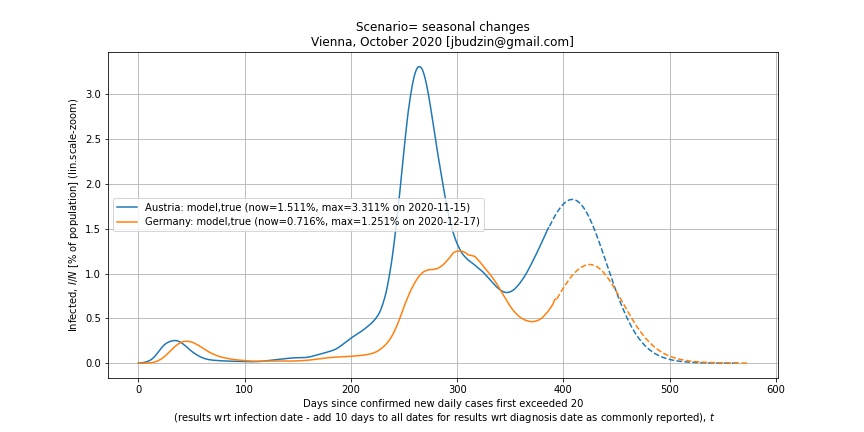 Scenario= seasonal changes
Vienna, October 2020 [jbudzin@gmail.com]
Infected, I/N [% of population] (lin.scale-zoom)
3.0
2.5
2.0
1.5
1.0
0.5
0.0
Austria: model,true (now=1.511%, max=3.311% on 2020-11-15)
Germany: model,true (now=0.716%, max=1.251% on 2020-12-17)
0 100 200 300 400 500 600
Days since confirmed new daily cases first exceeded 20
(results wrt infection date - add 10 days to all dates for results wrt diagnosis date as commonly reported), t